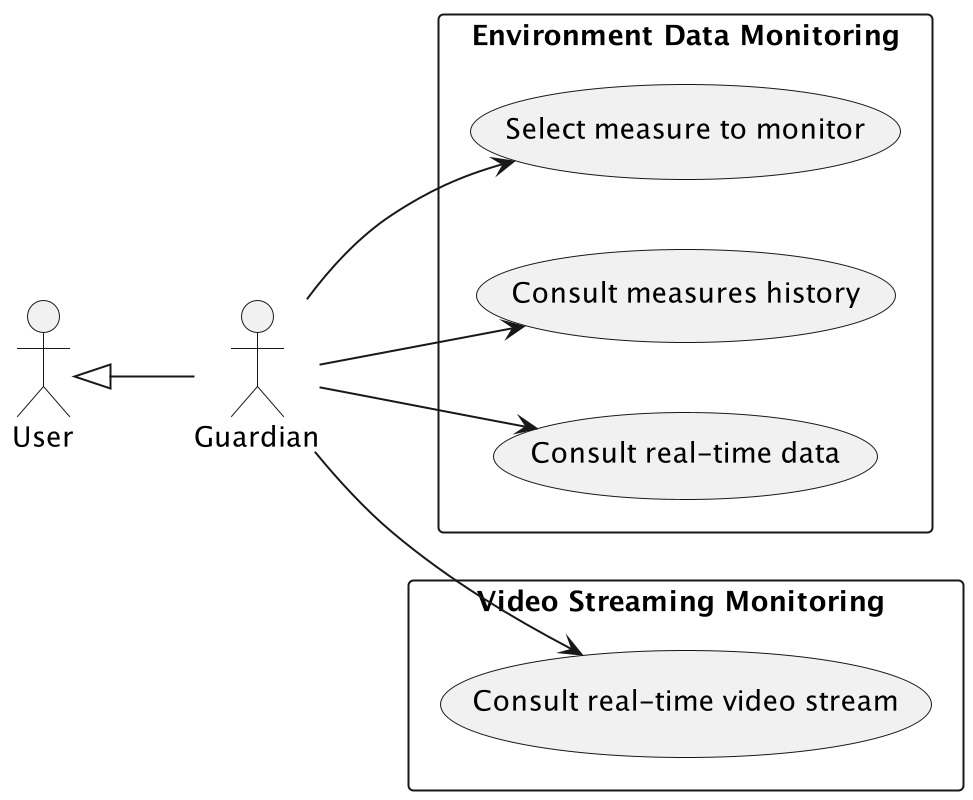 Environment Data Monitoring
Select measure to monitor
Consult measures history
Consult real-time data
User
Guardian
Video Streaming Monitoring
Consult real-time video stream